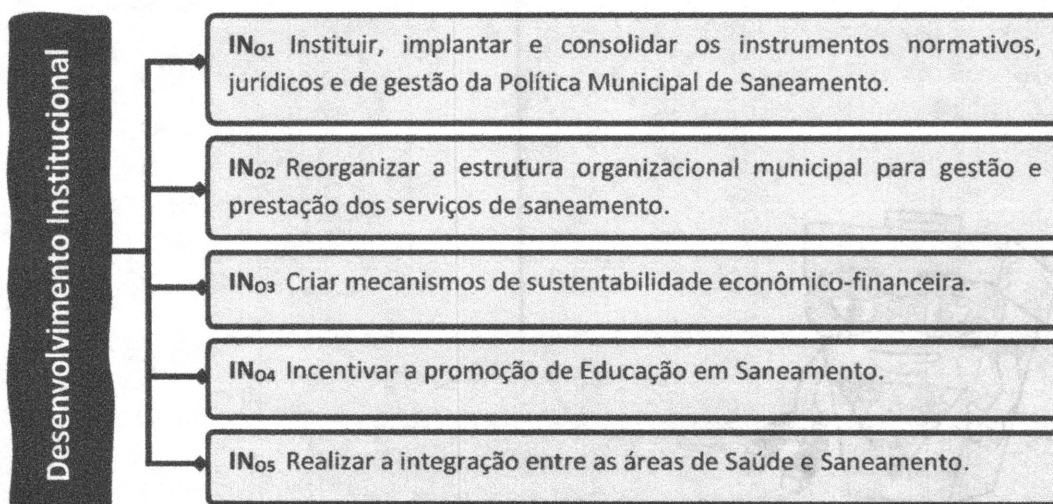 Desenvolvimento Institucional
IN₀₁ Instituir, implantar e consolidar os instrumentos normativos,
jurídicos e de gestão da Política Municipal de Saneamento.
IN₀₂ Reorganizar a estrutura organizacional municipal para gestão e
prestação dos serviços de saneamento.
IN₀₃ Criar mecanismos de sustentabilidade econômico-financeira.
IN₀₄ Incentivar a promoção de Educação em Saneamento.
IN₀₅ Realizar a integração entre as áreas de Saúde e Saneamento.